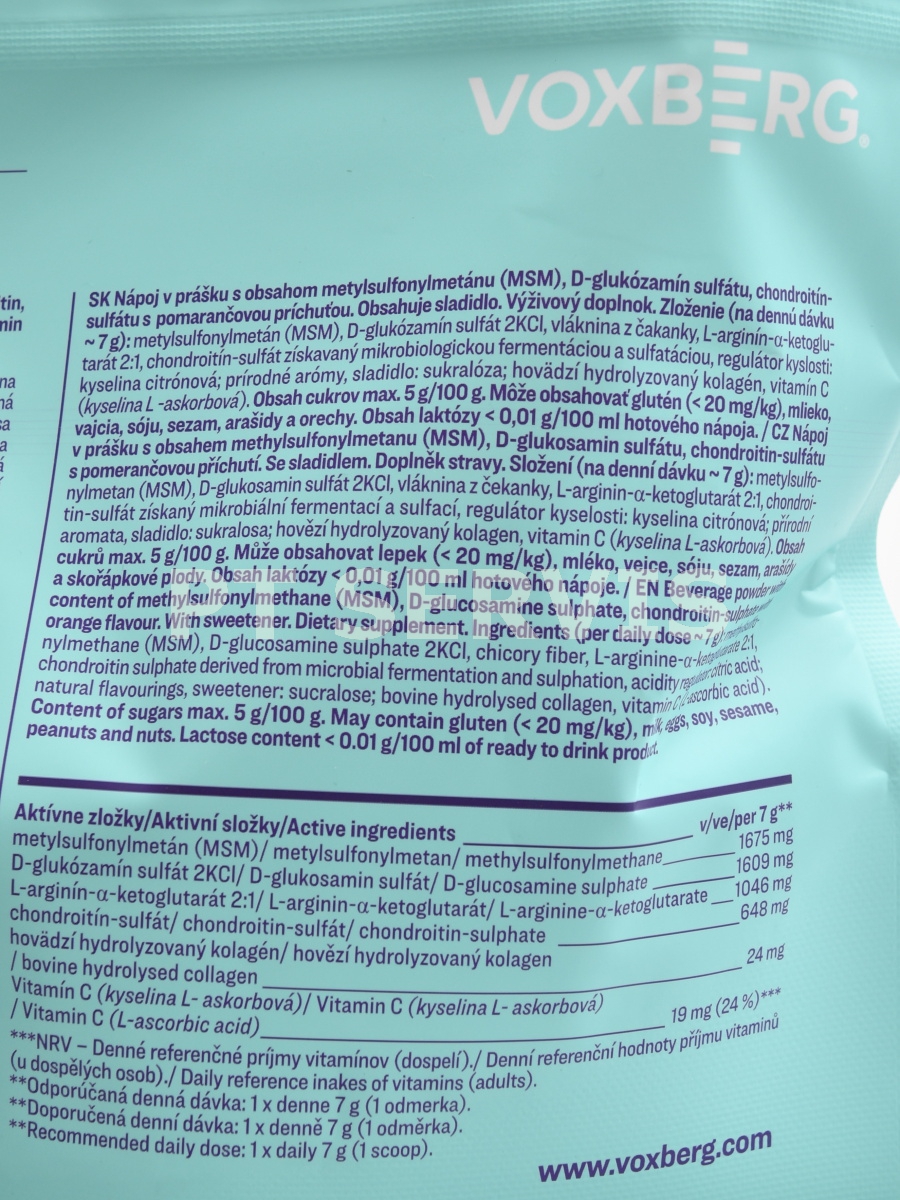 VOXBERG®
tin,
min
na
ná
sa
a
á
SK Nápoj v prášku s obsahom metylsulfonylmetánu (MSM), D-glukózamín sulfátu, chondroitín-
sulfátu s pomarančovou príchuťou. Obsahuje sladidlo. Výživový doplnok. Zloženie (na dennú dávku
~ 7 g): metylsulfonylmetán (MSM), D-glukózamín sulfát 2KCl, vláknina z čakanky, L-arginín-α-ketoglu-
tarát 2:1, chondroitín-sulfát získavaný mikrobiologickou fermentáciou a sulfatáciou, regulátor kyslosti:
kyselina citrónová; prírodné arómy, sladidlo: sukralóza; hovädzí hydrolyzovaný kolagén, vitamín C
(kyselina L -askorbová). Obsah cukrov max. 5 g/100 g. Môže obsahovať glutén (< 20 mg/kg), mlieko,
vajcia, sóju, sezam, arašidy a orechy. Obsah laktózy < 0,01 g/100 ml hotového nápoja. / CZ Nápoj
v prášku s obsahem methylsulfonylmetanu (MSM), D-glukosamin sulfátu, chondroitin-sulfátu
s pomerančovou příchutí. Se sladidlem. Doplněk stravy. Složení (na denní dávku ~ 7 g): metylsulfo-
nylmetan (MSM), D-glukosamin sulfát 2KCl, vláknina z čekanky, L-arginin-α-ketoglutarát 2:1, chondroi-
tin-sulfát získaný mikrobiální fermentací a sulfací, regulátor kyselosti: kyselina citrónová; přírodní
aromata, sladidlo: sukralosa; hovězí hydrolyzovaný kolagen, vitamin C (kyselina L-askorbová). Obsah
cukrů max. 5 g/100 g. Může obsahovat lepek (< 20 mg/kg), mléko, vejce, sóju, sezam, arašidy
a skořápkové plody. Obsah laktózy < 0,01 g/100 ml hotového nápoje. / EN Beverage powder with
content of methylsulfonylmethane (MSM), D-glucosamine sulphate, chondroitin-sulphate
orange flavour. With sweetener. Dietary supplement. Ingredients (per daily dose ~ 7 g):
nylmethane (MSM), D-glucosamine sulphate 2KCl, chicory fiber, L-arginine-α-ketoglutarate 2:1,
chondroitin sulphate derived from microbial fermentation and sulphation, acidity regulator: citric acid;
natural flavourings, sweetener: sucralose; bovine hydrolysed collagen, vitamin C (L-ascorbic acid).
Content of sugars max. 5 g/100 g. May contain gluten (< 20 mg/kg), milk, eggs, soy, sesame,
peanuts and nuts. Lactose content < 0.01 g/100 ml of ready to drink product.
PT SERVIS
Aktívne zložky/Aktivní složky/Active ingredients v/ve/per 7 g**
metylsulfonylmetán (MSM)/ metylsulfonylmetan/ methylsulfonylmethane 1675 mg
D-glukózamín sulfát 2KCl/ D-glukosamin sulfát/ D-glucosamine sulphate 1609 mg
L-arginín-α-ketoglutarát 2:1/ L-arginin-α-ketoglutarát/ L-arginine-α-ketoglutarate 1046 mg
chondroitín-sulfát/ chondroitin-sulfát/ chondroitin-sulphate 648 mg
hovädzí hydrolyzovaný kolagén/ hovězí hydrolyzovaný kolagen
/ bovine hydrolysed collagen 24 mg
Vitamín C (kyselina L- askorbová)/ Vitamin C (kyselina L- askorbová)
/ Vitamin C (L-ascorbic acid) 19 mg (24 %)***
***NRV – Denné referenčné príjmy vitamínov (dospelí)./ Denní referenční hodnoty příjmu vitaminů
(u dospělých osob)./ Daily reference inakes of vitamins (adults).
**Odporúčaná denná dávka: 1 x denne 7 g (1 odmerka).
**Doporučená denní dávka: 1 x denně 7 g (1 odměrka).
**Recommended daily dose: 1 x daily 7 g (1 scoop).
www.voxberg.com